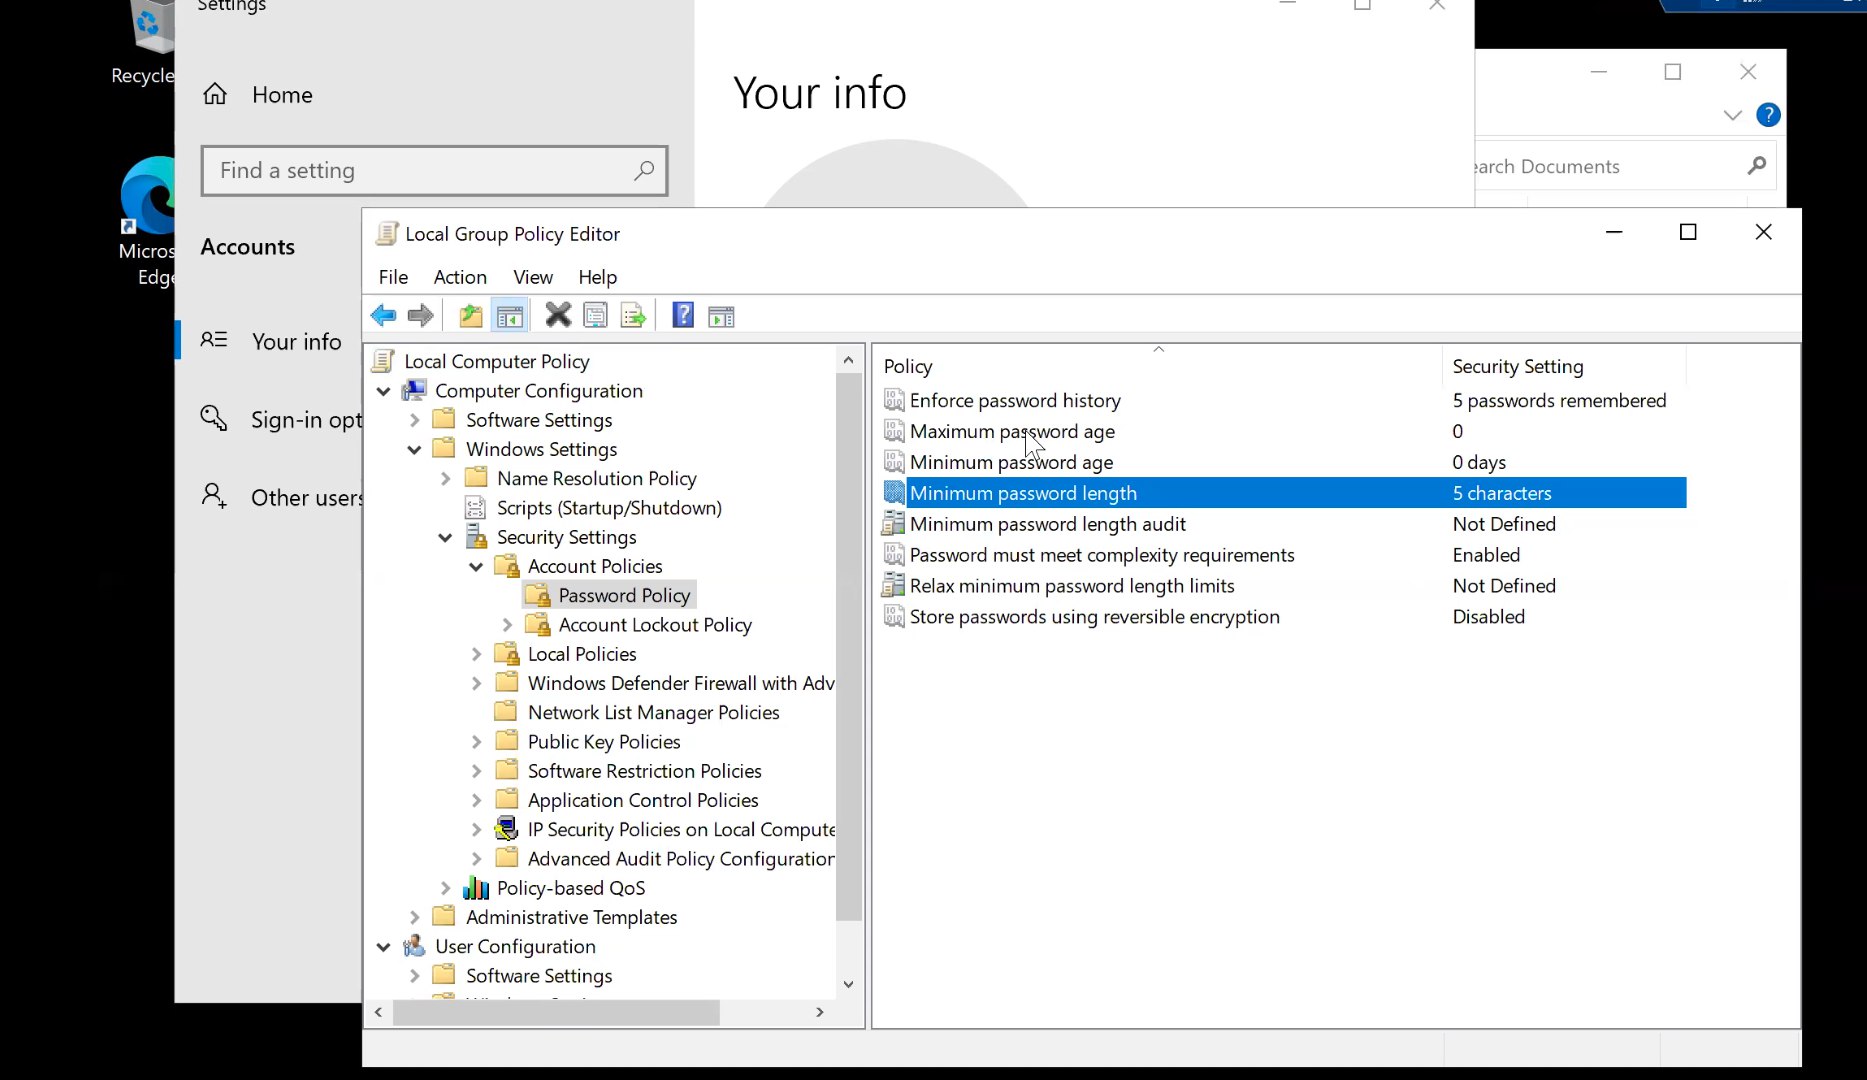 Settings
Recycle
Home
Your info
Find a setting
earch Documents
Micros
Edge
Accounts
Your info
Sign-in opt
Other users
Local Group Policy Editor
File Action View Help
Local Computer Policy
Computer Configuration
Software Settings
Windows Settings
Name Resolution Policy
Scripts (Startup/Shutdown)
Security Settings
Account Policies
Password Policy
Account Lockout Policy
Local Policies
Windows Defender Firewall with Adv
Network List Manager Policies
Public Key Policies
Software Restriction Policies
Application Control Policies
IP Security Policies on Local Compute
Advanced Audit Policy Configuration
Policy-based QoS
Administrative Templates
User Configuration
Software Settings
Policy Security Setting
Enforce password history 5 passwords remembered
Maximum password age 0
Minimum password age 0 days
Minimum password length 5 characters
Minimum password length audit Not Defined
Password must meet complexity requirements Enabled
Relax minimum password length limits Not Defined
Store passwords using reversible encryption Disabled